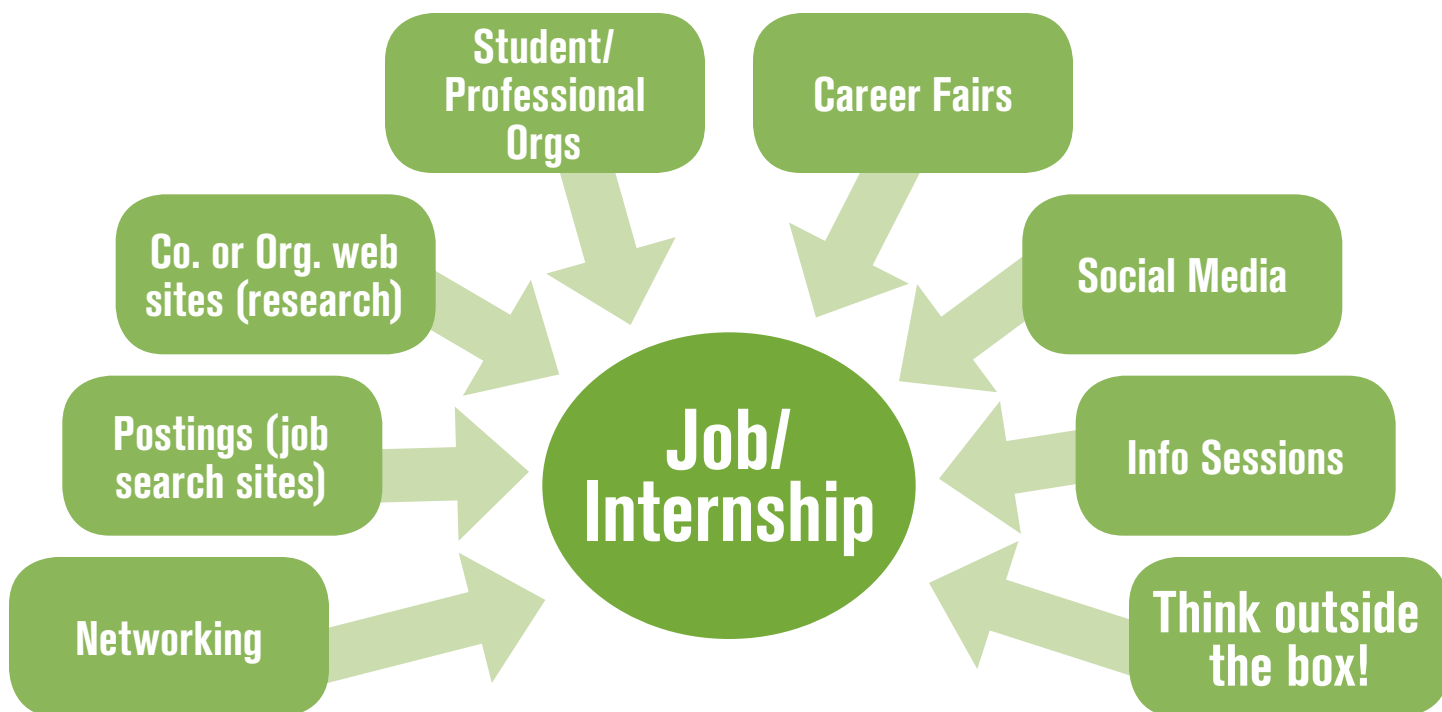 Student/
Professional
Orgs
Career Fairs
Co. or Org. web
sites (research)
Social Media
Postings (job
search sites)
Job/
Internship
Info Sessions
Networking
Think outside
the box!